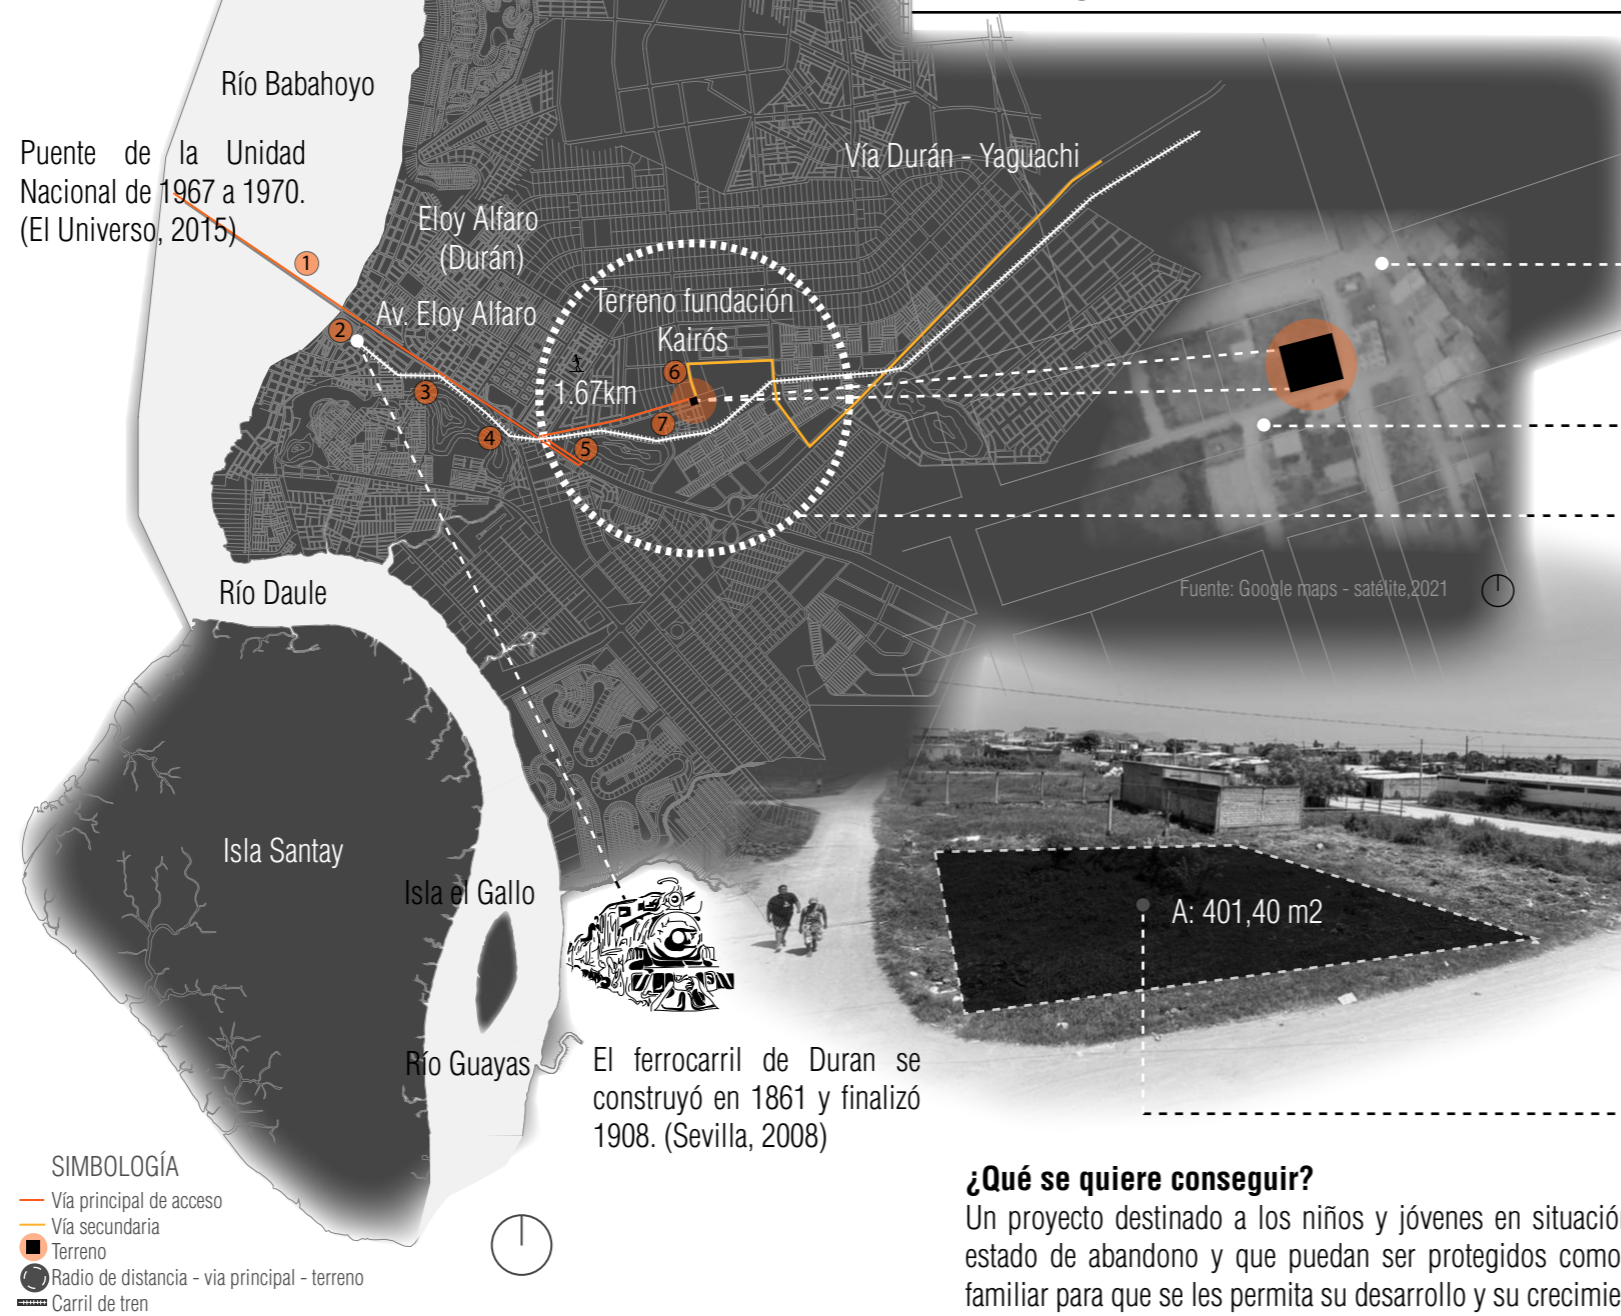 Río Babahoyo
Puente de la Unidad
Nacional de 1967 a 1970.
(El Universo, 2015)
1
Vía Durán - Yaguachi
Eloy Alfaro
(Durán)
2
Av. Eloy Alfaro
Terreno fundación
Kairós
6
1.67km
3
7
4
5
Río Daule
Fuente: Google maps - satélite,2021
Isla Santay
Isla el Gallo
A: 401,40 m2
Río Guayas
El ferrocarril de Duran se
construyó en 1861 y finalizó
1908. (Sevilla, 2008)
SIMBOLOGÍA
Vía principal de acceso
Vía secundaria
Terreno
Radio de distancia - via principal - terreno
Carril de tren
¿Qué se quiere conseguir?
Un proyecto destinado a los niños y jóvenes en situación
estado de abandono y que puedan ser protegidos como
familiar para que se les permita su desarrollo y su crecimie